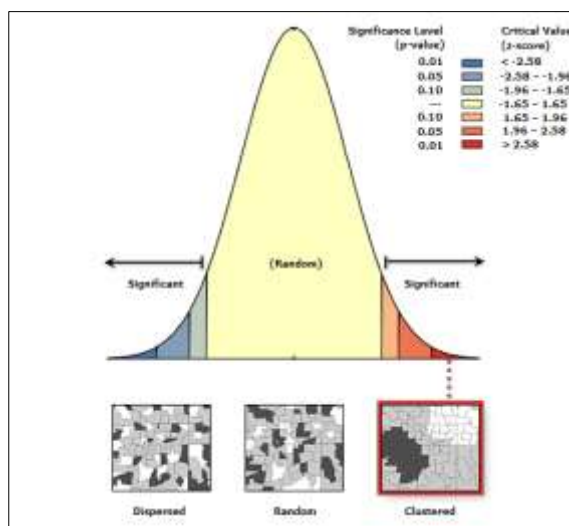 Significance Level
(p-value)
Critical Value
(z-score)
0.01 < -2.58
0.05 -2.58 – -1.96
0.10 -1.96 – -1.65
--- -1.65 – 1.65
0.10 1.65 – 1.96
0.05 1.96 – 2.58
0.01 > 2.58
(Random)
Significant
Significant
Dispersed
Random
Clustered